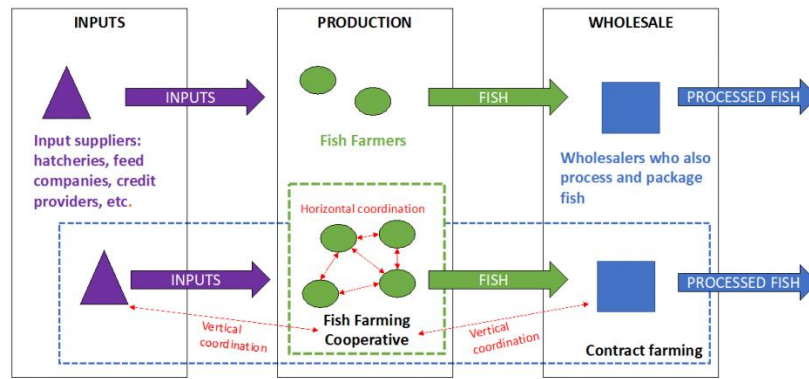 INPUTS
PRODUCTION
WHOLESALE
INPUTS
FISH
PROCESSED FISH
Input suppliers:
hatcheries, feed
companies, credit
providers, etc.
Fish Farmers
Wholesalers who also
process and package
fish
Horizontal coordination
INPUTS
FISH
PROCESSED FISH
Vertical
coordination
Fish Farming
Cooperative
Vertical
coordination
Contract farming